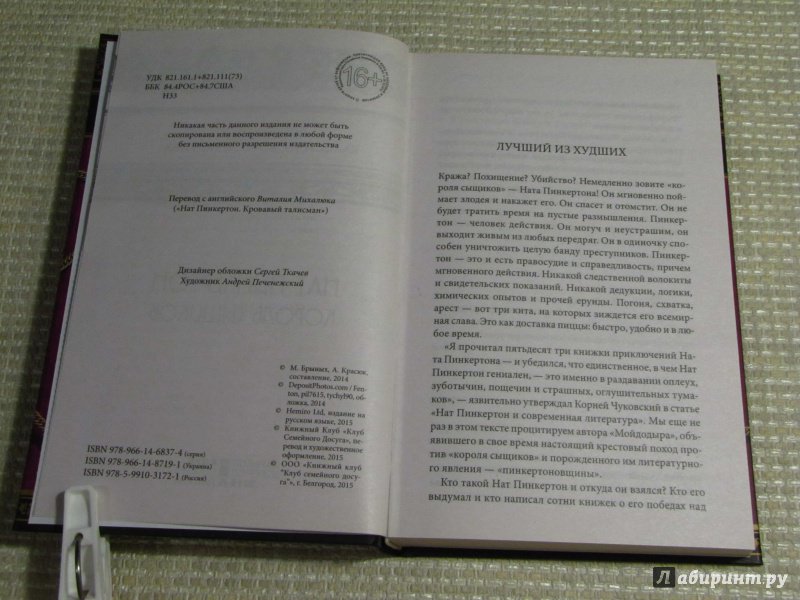 УДК 821.161.1+821.111(73)
ББК 84.4РОС+84.7США
Н33
16+
Никакая часть данного издания не может быть
скопирована или воспроизведена в любой форме
без письменного разрешения издательства
Перевод с английского Виталия Михалюка
(«Нат Пинкертон. Кровавый талисман»)
Дизайнер обложки Сергей Ткачев
Художник Андрей Печенежский
© М. Брыных, А. Красюк,
составление, 2014
© DepositPhotos.com / Fen-
ton, pil7615, tychyl90, об-
ложка, 2014
© Hemiro Ltd, издание на
русском языке, 2015
© Книжный Клуб «Клуб
Семейного Досуга», пе-
ревод и художественное
оформление, 2015
© ООО «Книжный клуб
"Клуб семейного досу-
га"», г. Белгород, 2015
ISBN 978-966-14-6837-4 (серия)
ISBN 978-966-14-8719-1 (Украина)
ISBN 978-5-9910-3172-1 (Россия)
ЛУЧШИЙ ИЗ ХУДШИХ
Кража? Похищение? Убийство? Немедленно зовите «ко-
роля сыщиков» — Ната Пинкертона! Он мгновенно пой-
мает злодея и накажет его. Он спасет и отомстит. Он не
будет тратить время на пустые размышления. Пинкер-
тон — человек действия. Он могуч и неустрашим, он
выходит живым из любых передряг. Он в одиночку спо-
собен уничтожить целую банду преступников. Пинкер-
тон — это и есть правосудие и справедливость, причем
мгновенного действия. Никакой следственной волокиты
и свидетельских показаний. Никакой дедукции, логики,
химических опытов и прочей ерунды. Погоня, схватка,
арест — вот три кита, на которых зиждется его всемир-
ная слава. Это как доставка пиццы: быстро, удобно и в лю-
бое время.
«Я прочитал пятьдесят три книжки приключений На-
та Пинкертона — и убедился, что единственное, в чем Нат
Пинкертон гениален, — это именно в раздавании оплеух,
зуботычин, пощечин и страшных, оглушительных тума-
ков», — язвительно утверждал Корней Чуковский в статье
«Нат Пинкертон и современная литература». Мы еще не
раз в этом тексте процитируем автора «Мойдодыра», объ-
явившего в свое время настоящий крестовый поход про-
тив «короля сыщиков» и порожденного им литературно-
го явления — «пинкертоновщины».
Кто такой Нат Пинкертон и откуда он взялся? Кто его
выдумал и кто написал сотни книжек о его победах над
Лабиринт.ру